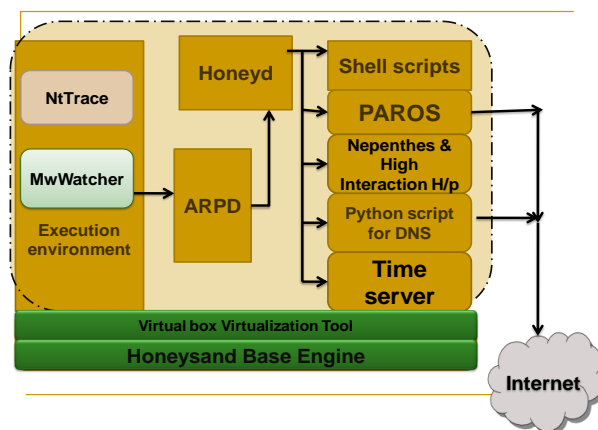 NtTrace
MwWatcher
Execution
environment
ARPD
Honeyd
Shell scripts
PAROS
Nepenthes &
High
Interaction H/p
Python script
for DNS
Time
server
Virtual box Virtualization Tool
Honeysand Base Engine
Internet